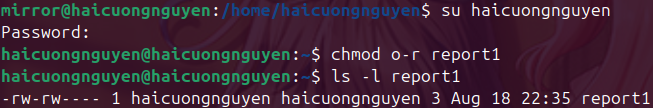 mirror@haicuongnguyen:/home/haicuongnguyen$ su haicuongnguyen
Password:
haicuongnguyen@haicuongnguyen:~$ chmod o-r report1
haicuongnguyen@haicuongnguyen:~$ ls -l report1
-rw-rw---- 1 haicuongnguyen haicuongnguyen 3 Aug 18 22:35 report1